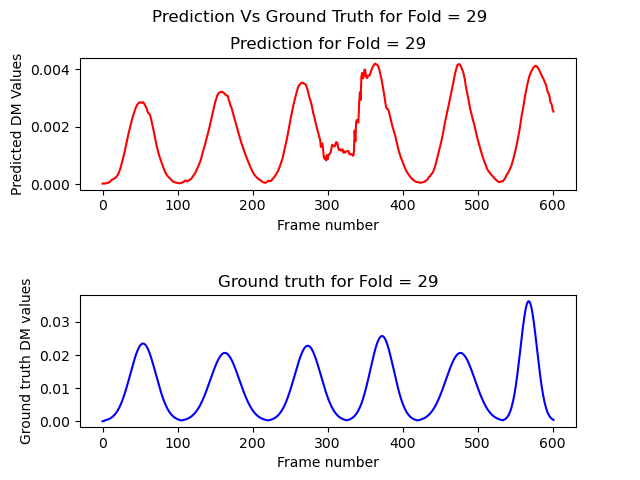 Prediction Vs Ground Truth for Fold = 29
Prediction for Fold = 29
Predicted DM Values
0.004
0.002
0.000
0 100 200 300 400 500 600
Frame number
Ground truth for Fold = 29
Ground truth DM values
0.03
0.02
0.01
0.00
0 100 200 300 400 500 600
Frame number